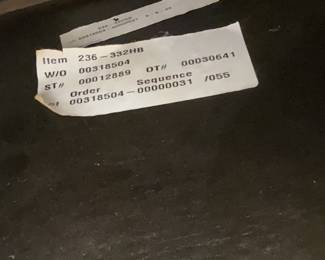 Item 236-332HB
W/O 00318504
ST# 00012889 OT# 00030641
Order Sequence
00318504-00000031 /055